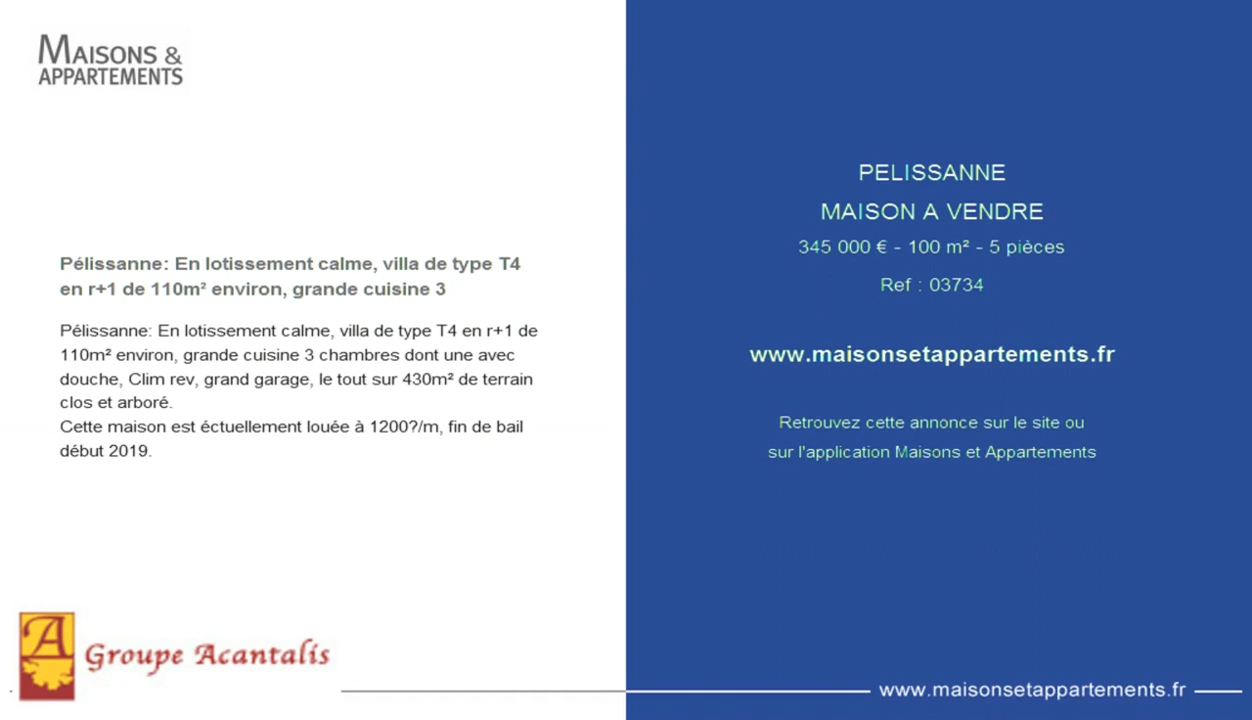 MAISONS &
APPARTEMENTS
Pélissanne: En lotissement calme, villa de type T4
en r+1 de 110m² environ, grande cuisine 3
Pélissanne: En lotissement calme, villa de type T4 en r+1 de
110m² environ, grande cuisine 3 chambres dont une avec
douche, Clim rev, grand garage, le tout sur 430m² de terrain
clos et arboré.
Cette maison est éctuellement louée à 1200?/m, fin de bail
début 2019.
A Groupe Acantalis
PELISSANNE
MAISON A VENDRE
345 000 € - 100 m² - 5 pièces
Ref : 03734
www.maisonsetappartements.fr
Retrouvez cette annonce sur le site ou
sur l'application Maisons et Appartements
www.maisonsetappartements.fr